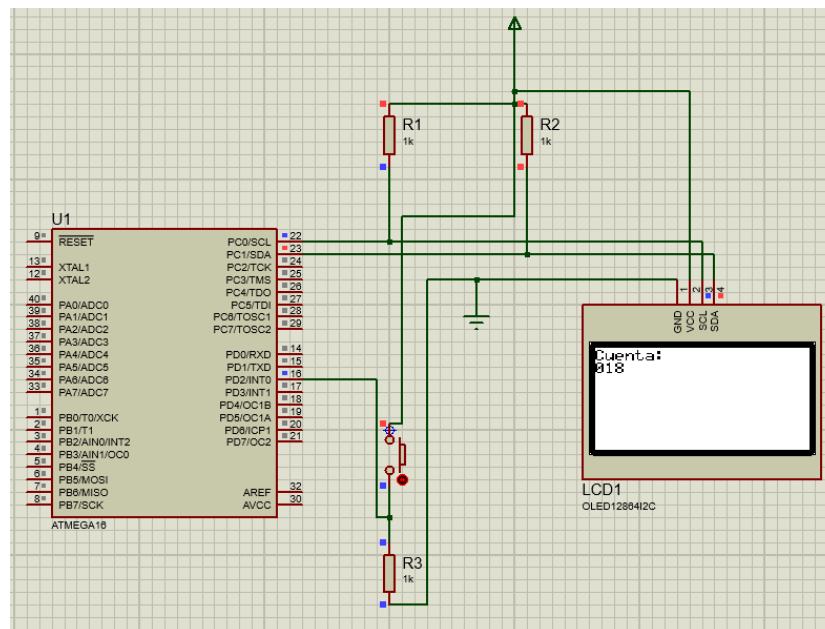 R1
1k
R2
1k
U1
9 RESET
13 XTAL1
12 XTAL2
40 PA0/ADC0
39 PA1/ADC1
38 PA2/ADC2
37 PA3/ADC3
36 PA4/ADC4
35 PA5/ADC5
34 PA6/ADC6
33 PA7/ADC7
1 PB0/T0/XCK
2 PB1/T1
3 PB2/AIN0/INT2
4 PB3/AIN1/OC0
5 PB4/SS
6 PB5/MOSI
7 PB6/MISO
8 PB7/SCK
PC0/SCL 22
PC1/SDA 23
PC2/TCK 24
PC3/TMS 25
PC4/TDO 26
PC5/TDI 27
PC6/TOSC1 28
PC7/TOSC2 29
PD0/RXD 14
PD1/TXD 15
PD2/INT0 16
PD3/INT1 17
PD4/OC1B 18
PD5/OC1A 19
PD6/ICP1 20
PD7/OC2 21
AREF 32
AVCC 30
ATMEGA16
1 2 3 4
GND VCC SCL SDA
Cuenta:
018
LCD1
OLED12864I2C
R3
1k